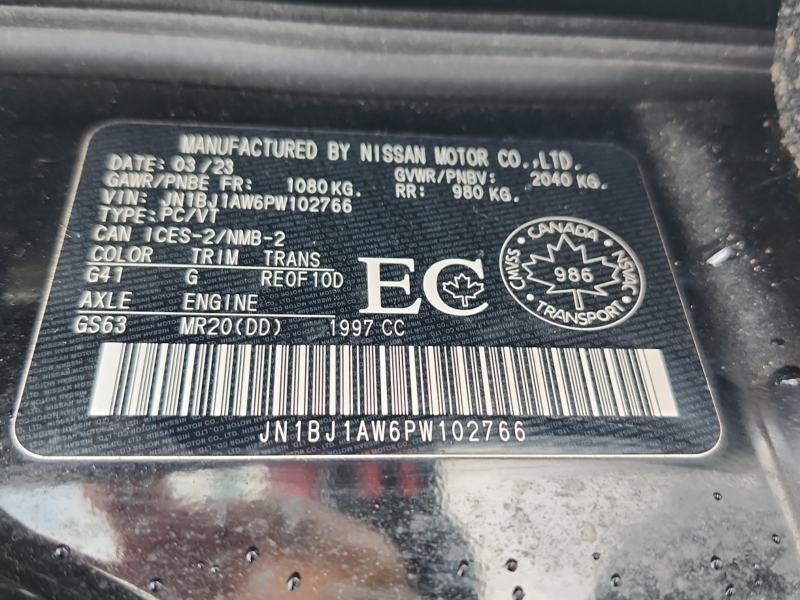 MANUFACTURED BY NISSAN MOTOR CO.,LTD.
DATE: 03/23
GAWR/PNBE FR: 1080 KG.
GVWR/PNBV: 2040 KG.
RR: 980 KG.
VIN: JN1BJ1AW6PW102766
TYPE:PC/VT
CAN ICES-2/NMB-2
COLOR TRIM TRANS
G41 G RE0F10D
AXLE ENGINE
GS63 MR20(DD) 1997 CC
EC
CMVSS · CANADA · NSVAC
986
TRANSPORT
JN1BJ1AW6PW102766